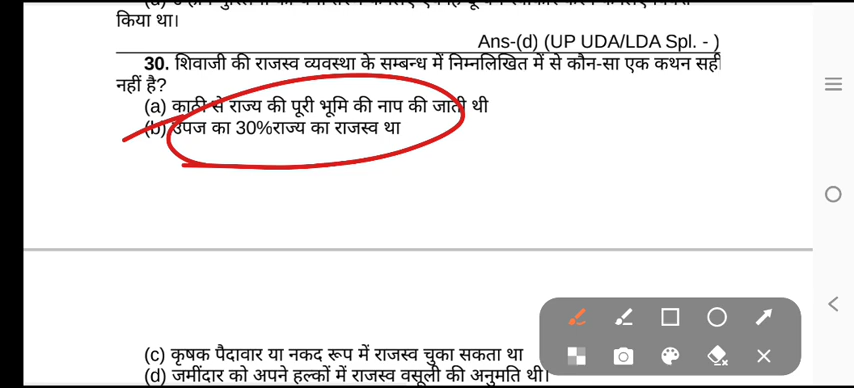 किया था।
Ans-(d) (UP UDA/LDA Spl. - )
30. शिवाजी की राजस्व व्यवस्था के सम्बन्ध में निम्नलिखित में से कौन-सा एक कथन सही
नहीं है?
(a) काठी से राज्य की पूरी भूमि की नाप की जाती थी
(b) उपज का 30%राज्य का राजस्व था
(c) कृषक पैदावार या नकद रूप में राजस्व चुका सकता था
(d) जमींदार को अपने हल्कों में राजस्व वसूली की अनुमति थी।